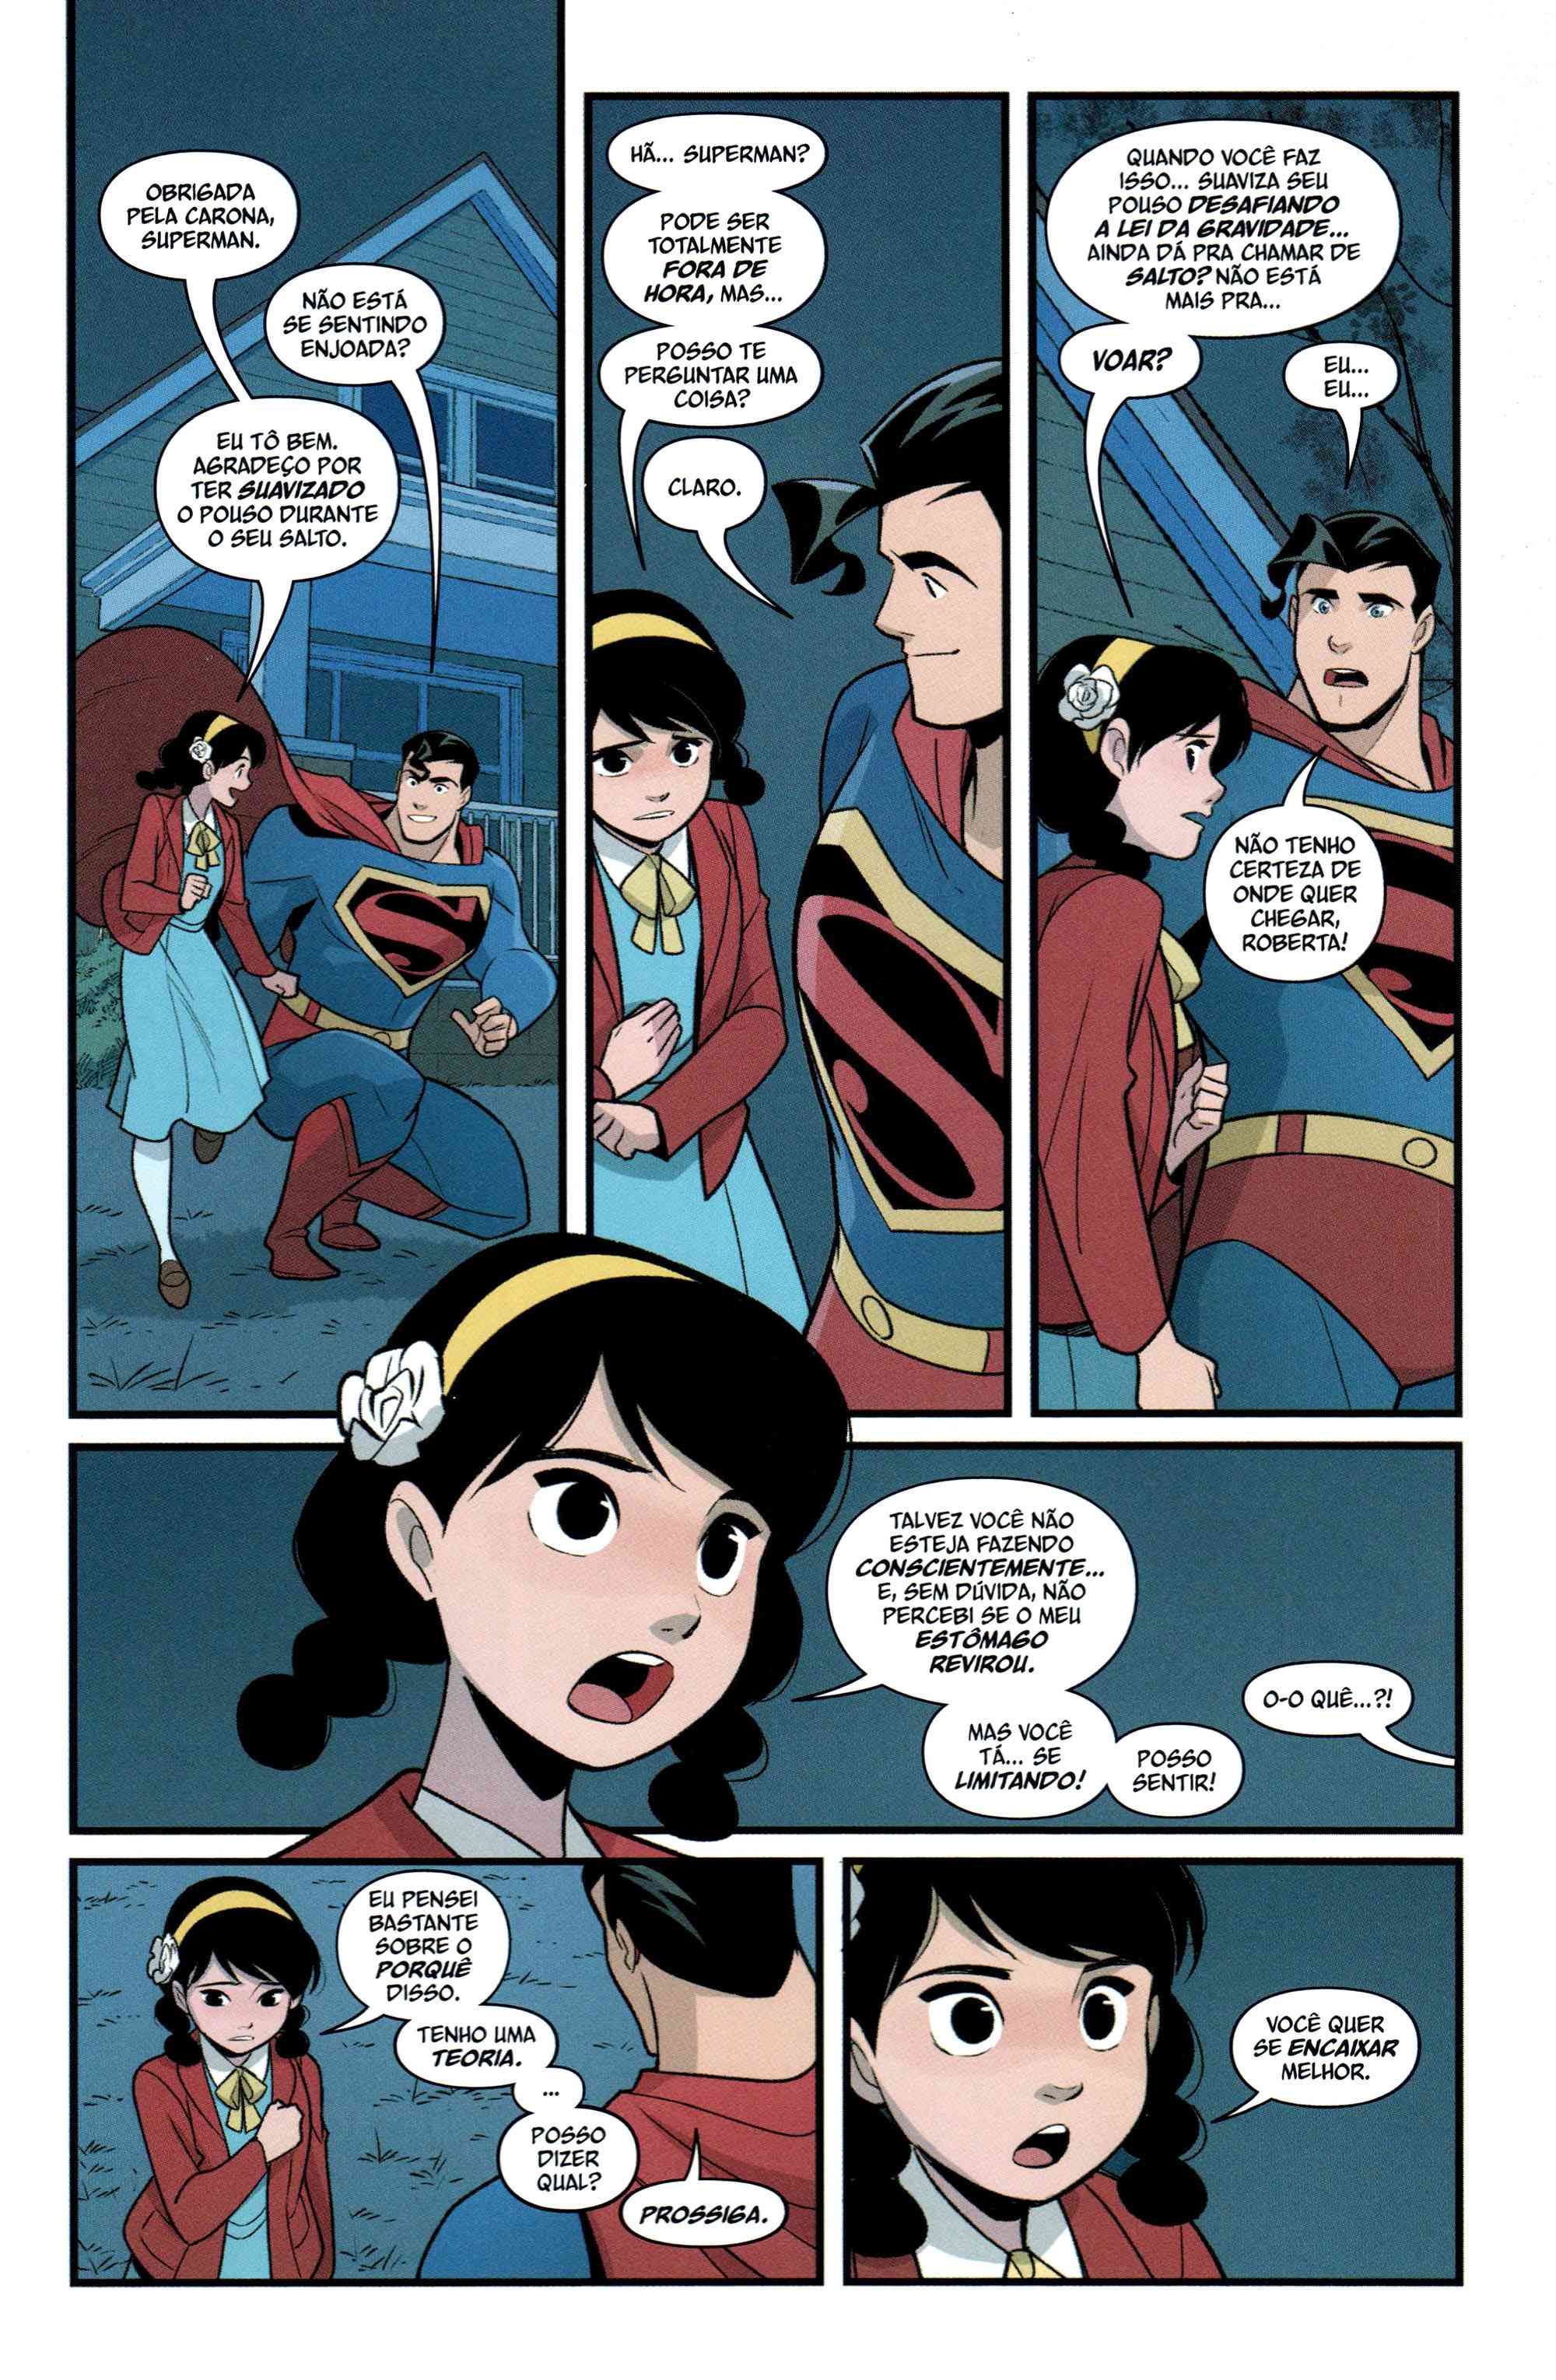 OBRIGADA
PELA CARONA,
SUPERMAN.
NÃO ESTÁ
SE SENTINDO
ENJOADA?
EU TÔ BEM.
AGRADEÇO POR
TER SUAVIZADO
O POUSO DURANTE
O SEU SALTO.
HÃ... SUPERMAN?
PODE SER
TOTALMENTE
FORA DE
HORA, MAS...
POSSO TE
PERGUNTAR UMA
COISA?
CLARO.
QUANDO VOCÊ FAZ
ISSO... SUAVIZA SEU
POUSO DESAFIANDO
A LEI DA GRAVIDADE...
AINDA DÁ PRA CHAMAR DE
SALTO? NÃO ESTÁ
MAIS PRA...
VOAR?
EU...
EU...
NÃO TENHO
CERTEZA DE
ONDE QUER
CHEGAR,
ROBERTA!
TALVEZ VOCÊ NÃO
ESTEJA FAZENDO
CONSCIENTEMENTE...
E, SEM DÚVIDA, NÃO
PERCEBI SE O MEU
ESTÔMAGO
REVIROU.
MAS VOCÊ
TÁ... SE
LIMITANDO!
POSSO
SENTIR!
O-O QUÊ...?!
EU PENSEI
BASTANTE
SOBRE O
PORQUÊ
DISSO.
TENHO UMA
TEORIA.
...
POSSO
DIZER
QUAL?
PROSSIGA.
VOCÊ QUER
SE ENCAIXAR
MELHOR.